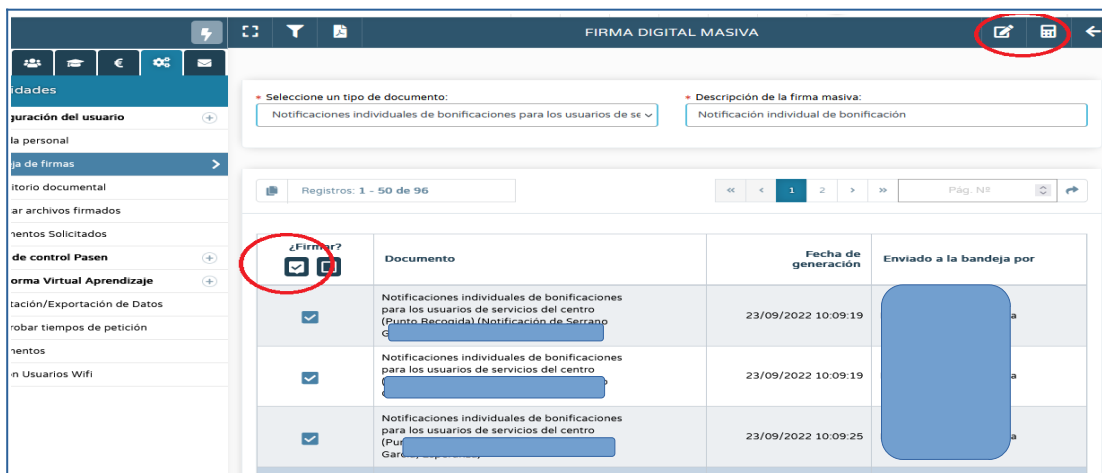 FIRMA DIGITAL MASIVA
€
idades
guración del usuario
la personal
ja de firmas
itorio documental
ar archivos firmados
mentos Solicitados
de control Pasen
orma Virtual Aprendizaje
tación/Exportación de Datos
robar tiempos de petición
mentos
n Usuarios Wifi
* Seleccione un tipo de documento:
Notificaciones individuales de bonificaciones para los usuarios de se
* Descripción de la firma masiva:
Notificación individual de bonificación
Registros: 1 - 50 de 96
« < 1 2 > » Pág. Nº
¿Firmar? Documento Fecha de generación Enviado a la bandeja por
Notificaciones individuales de bonificaciones
para los usuarios de servicios del centro
(Punto Recogida) (Notificación de Serrano
G
23/09/2022 10:09:19
a
Notificaciones individuales de bonificaciones
para los usuarios de servicios del centro
23/09/2022 10:09:19
a
Notificaciones individuales de bonificaciones
para los usuarios de servicios del centro
(Pun
23/09/2022 10:09:25
a